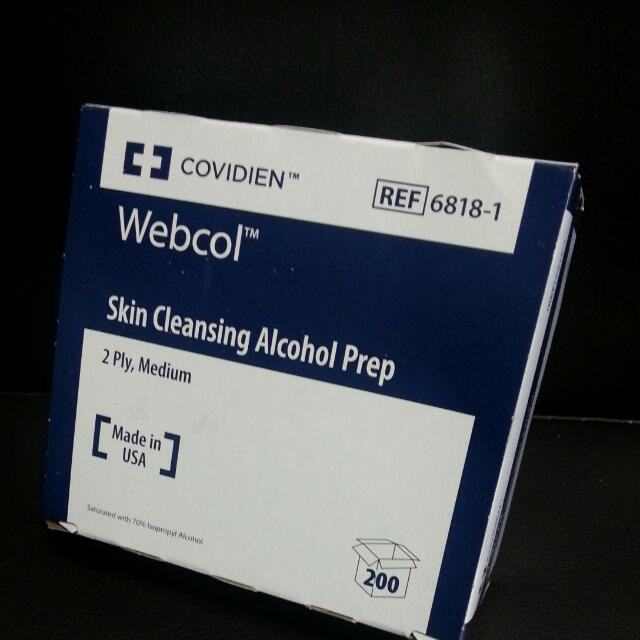 COVIDIEN™
REF 6818-1
Webcol™
Skin Cleansing Alcohol Prep
2 Ply, Medium
Made in
USA
Saturated with 70% Isopropyl Alcohol
200